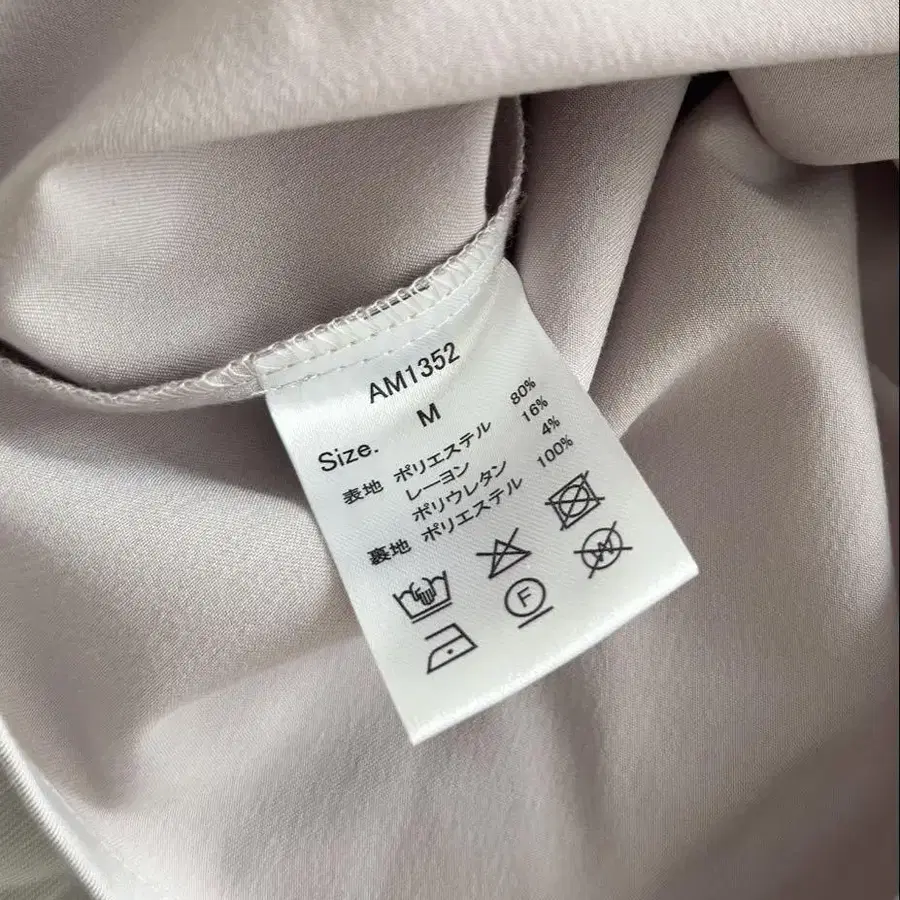 AM1352
Size. M
表地 ポリエステル 80%
レーヨン 16%
ポリウレタン 4%
裏地 ポリエステル 100%
F
W